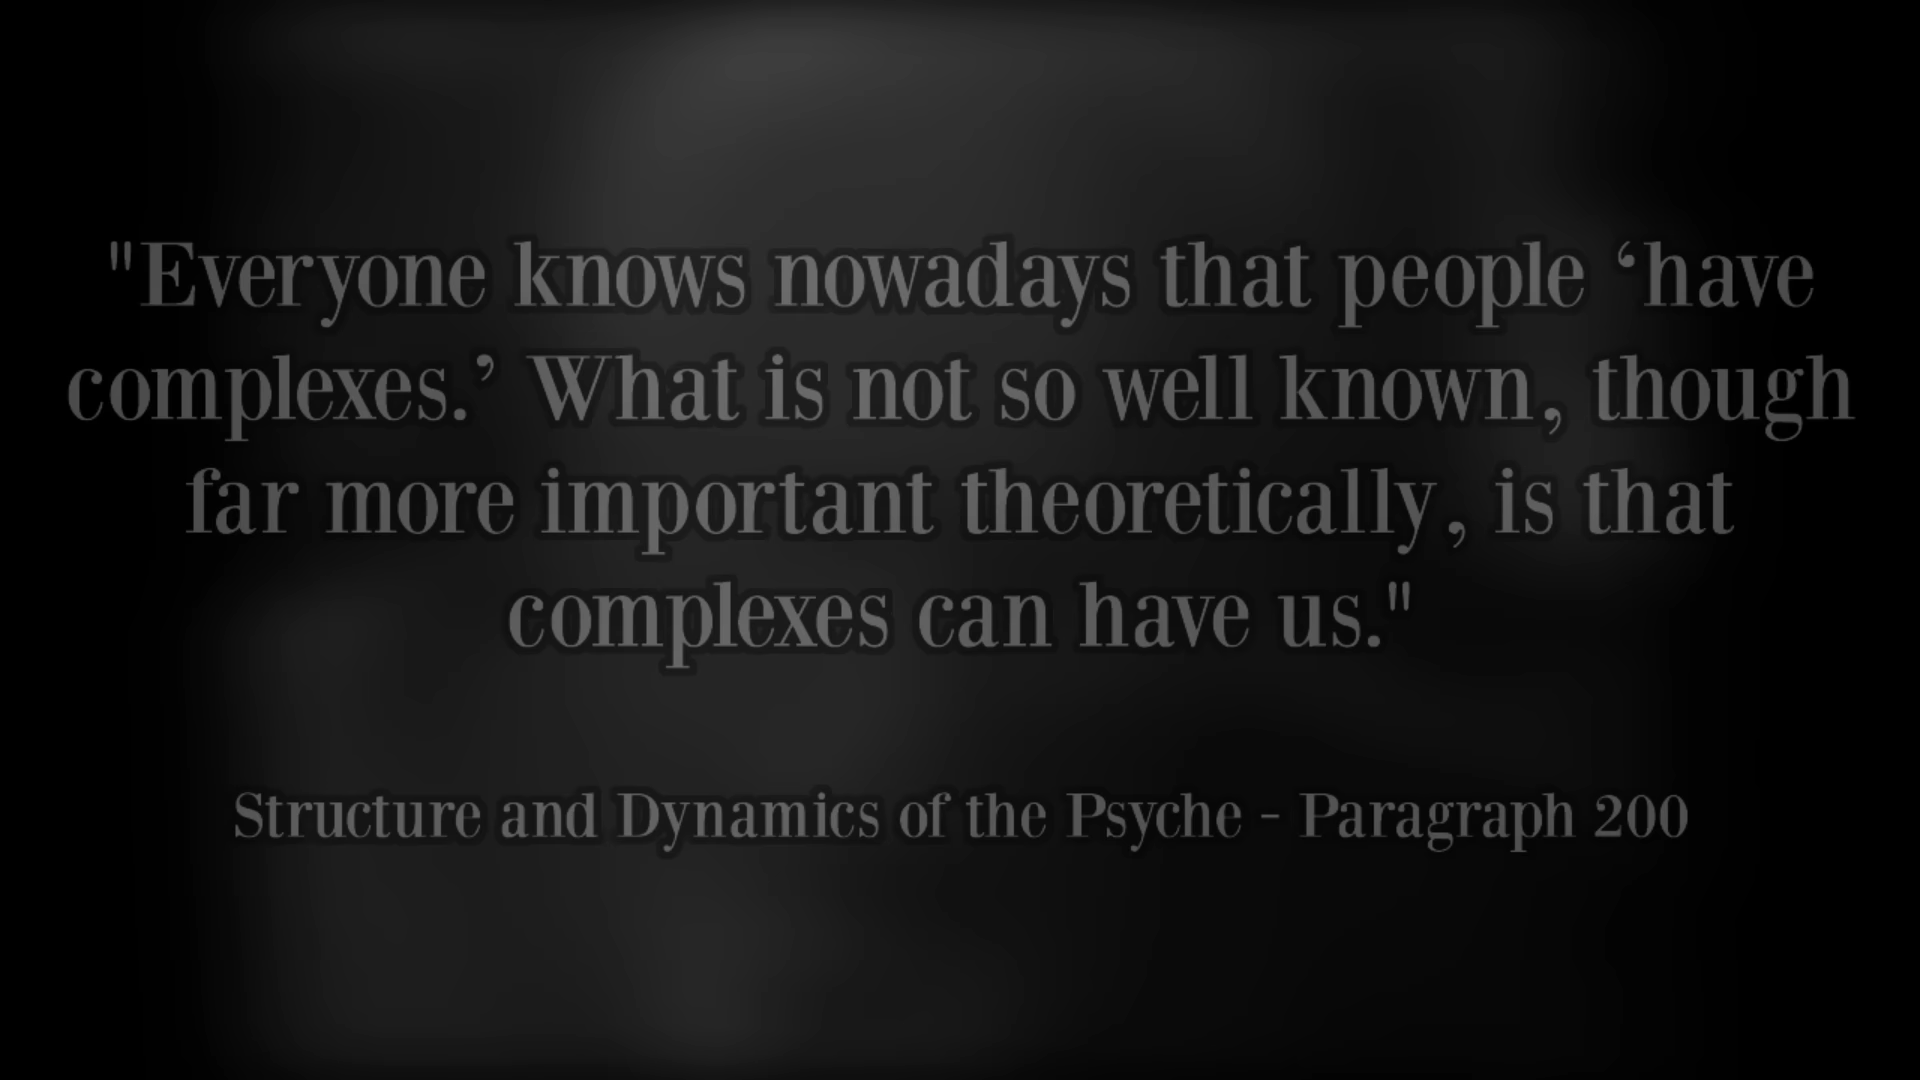 "Everyone knows nowadays that people ‘have
complexes.’ What is not so well known, though
far more important theoretically, is that
complexes can have us."
Structure and Dynamics of the Psyche - Paragraph 200